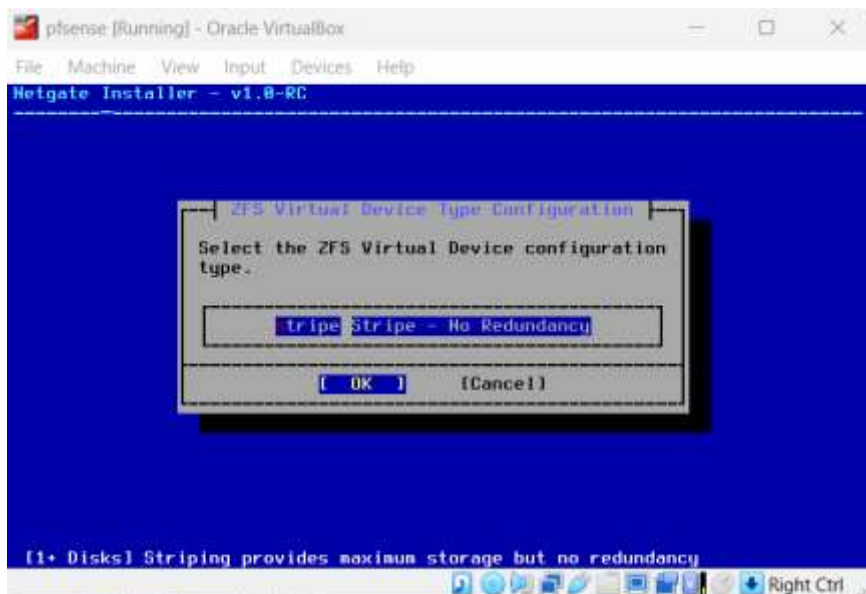 pfsense [Running] - Oracle VirtualBox
File Machine View Input Devices Help
Netgate Installer - v1.0-RC
ZFS Virtual Device Type Configuration
Select the ZFS Virtual Device configuration
type.
stripe Stripe - No Redundancy
[ OK ] [Cancel]
[1+ Disks] Striping provides maximum storage but no redundancy
Right Ctrl